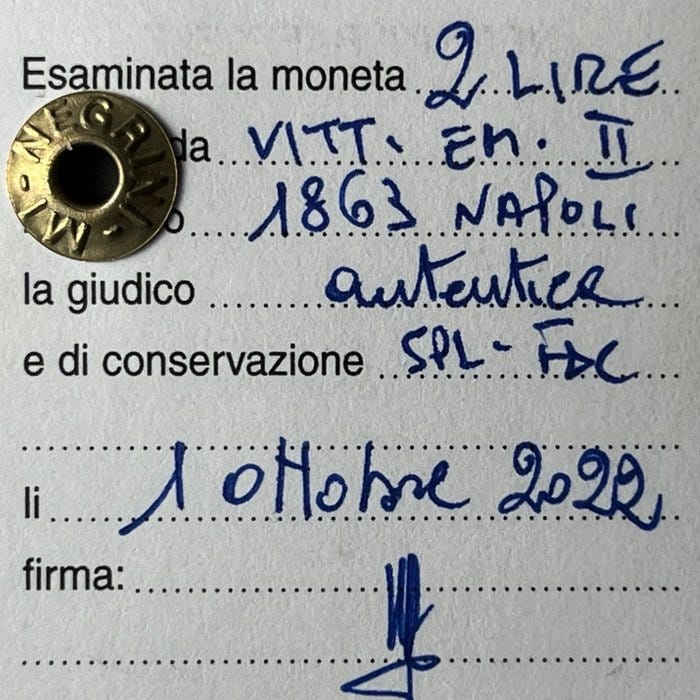 Esaminata la moneta 2 LIRE
da VITT. EM. II
o 1863 NAPOLI
la giudico autentica
e di conservazione SPL-FDC
li 1 ottobre 2022
firma:
NEGRINI - MI -